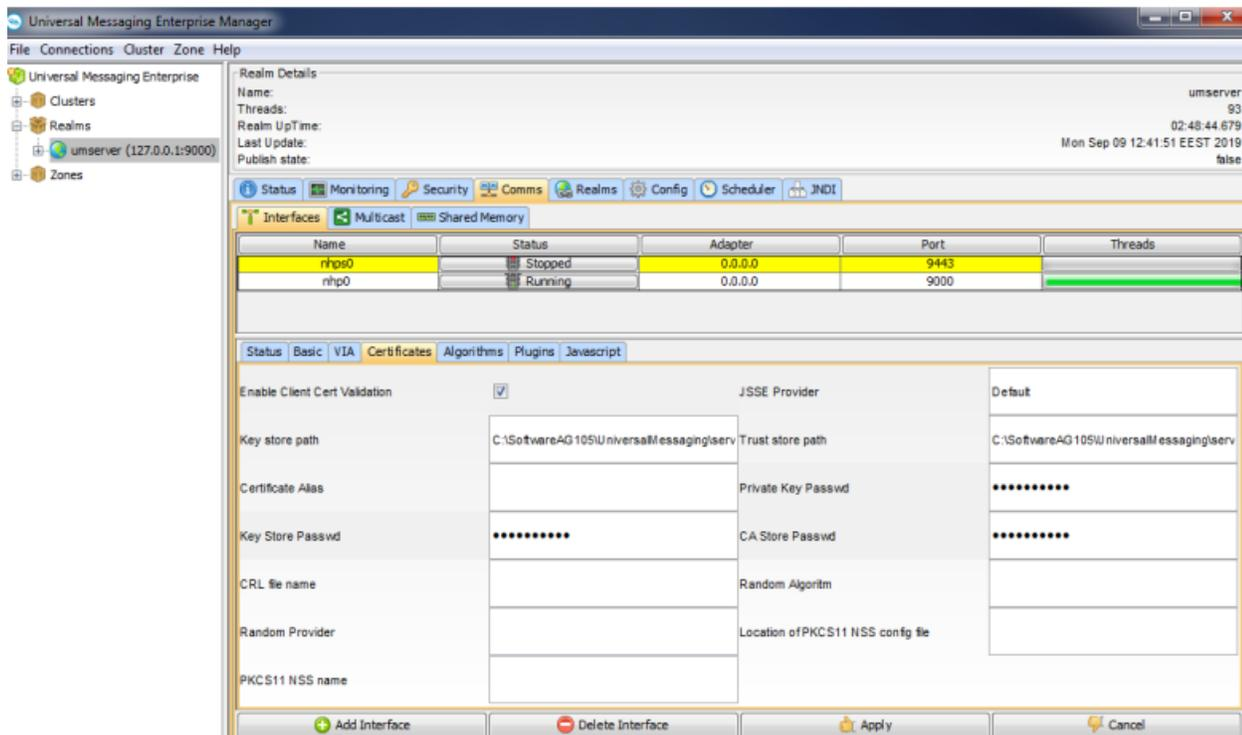 Universal Messaging Enterprise Manager
File Connections Cluster Zone Help
Universal Messaging Enterprise
Clusters
Realms
umserver (127.0.0.1:9000)
Zones
Realm Details
Name: umserver
Threads: 93
Realm UpTime: 02:48:44.679
Last Update: Mon Sep 09 12:41:51 EEST 2019
Publish state: false
Status Monitoring Security Comms Realms Config Scheduler JNDI
Interfaces Multicast Shared Memory
Name Status Adapter Port Threads
nhps0 Stopped 0.0.0.0 9443
nhp0 Running 0.0.0.0 9000
Status Basic VIA Certificates Algorithms Plugins Javascript
Enable Client Cert Validation JSSE Provider Default
Key store path C:\SoftwareAG105\UniversalMessaging\serv Trust store path C:\SoftwareAG105\UniversalMessaging\serv
Certificate Alias Private Key Passwd ••••••••••
Key Store Passwd •••••••••• CA Store Passwd ••••••••••
CRL file name Random Algoritm
Random Provider Location of PKCS11 NSS config file
PKCS11 NSS name
Add Interface Delete Interface Apply Cancel